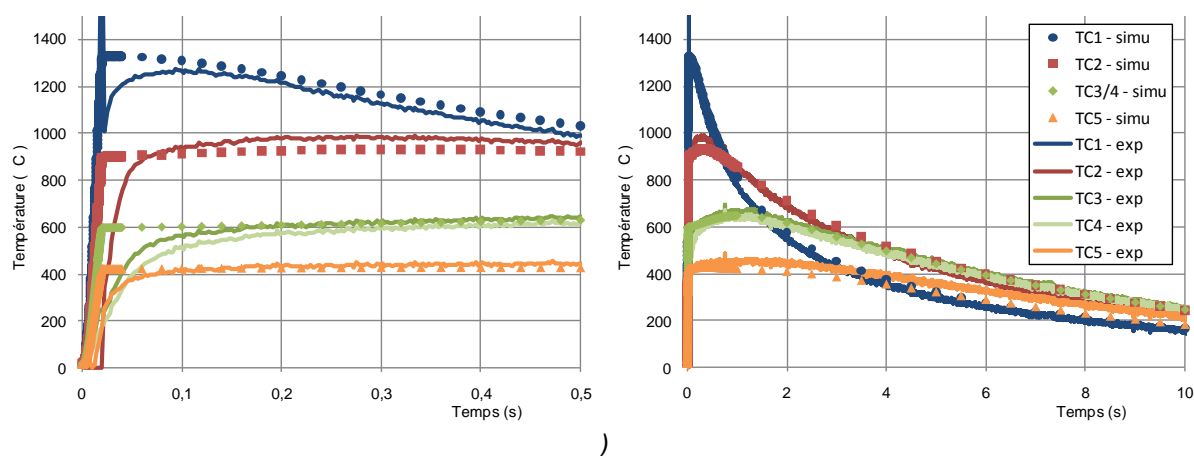 1400
1200
1000
800
600
400
200
0
Température ( C)
0
0,1
0,2
0,3
0,4
0,5
Temps (s)
1400
1200
1000
800
600
400
200
0
Température ( C)
0
2
4
6
8
10
Temps (s)
TC1 - simu
TC2 - simu
TC3/4 - simu
TC5 - simu
TC1 - exp
TC2 - exp
TC3 - exp
TC4 - exp
TC5 - exp
)